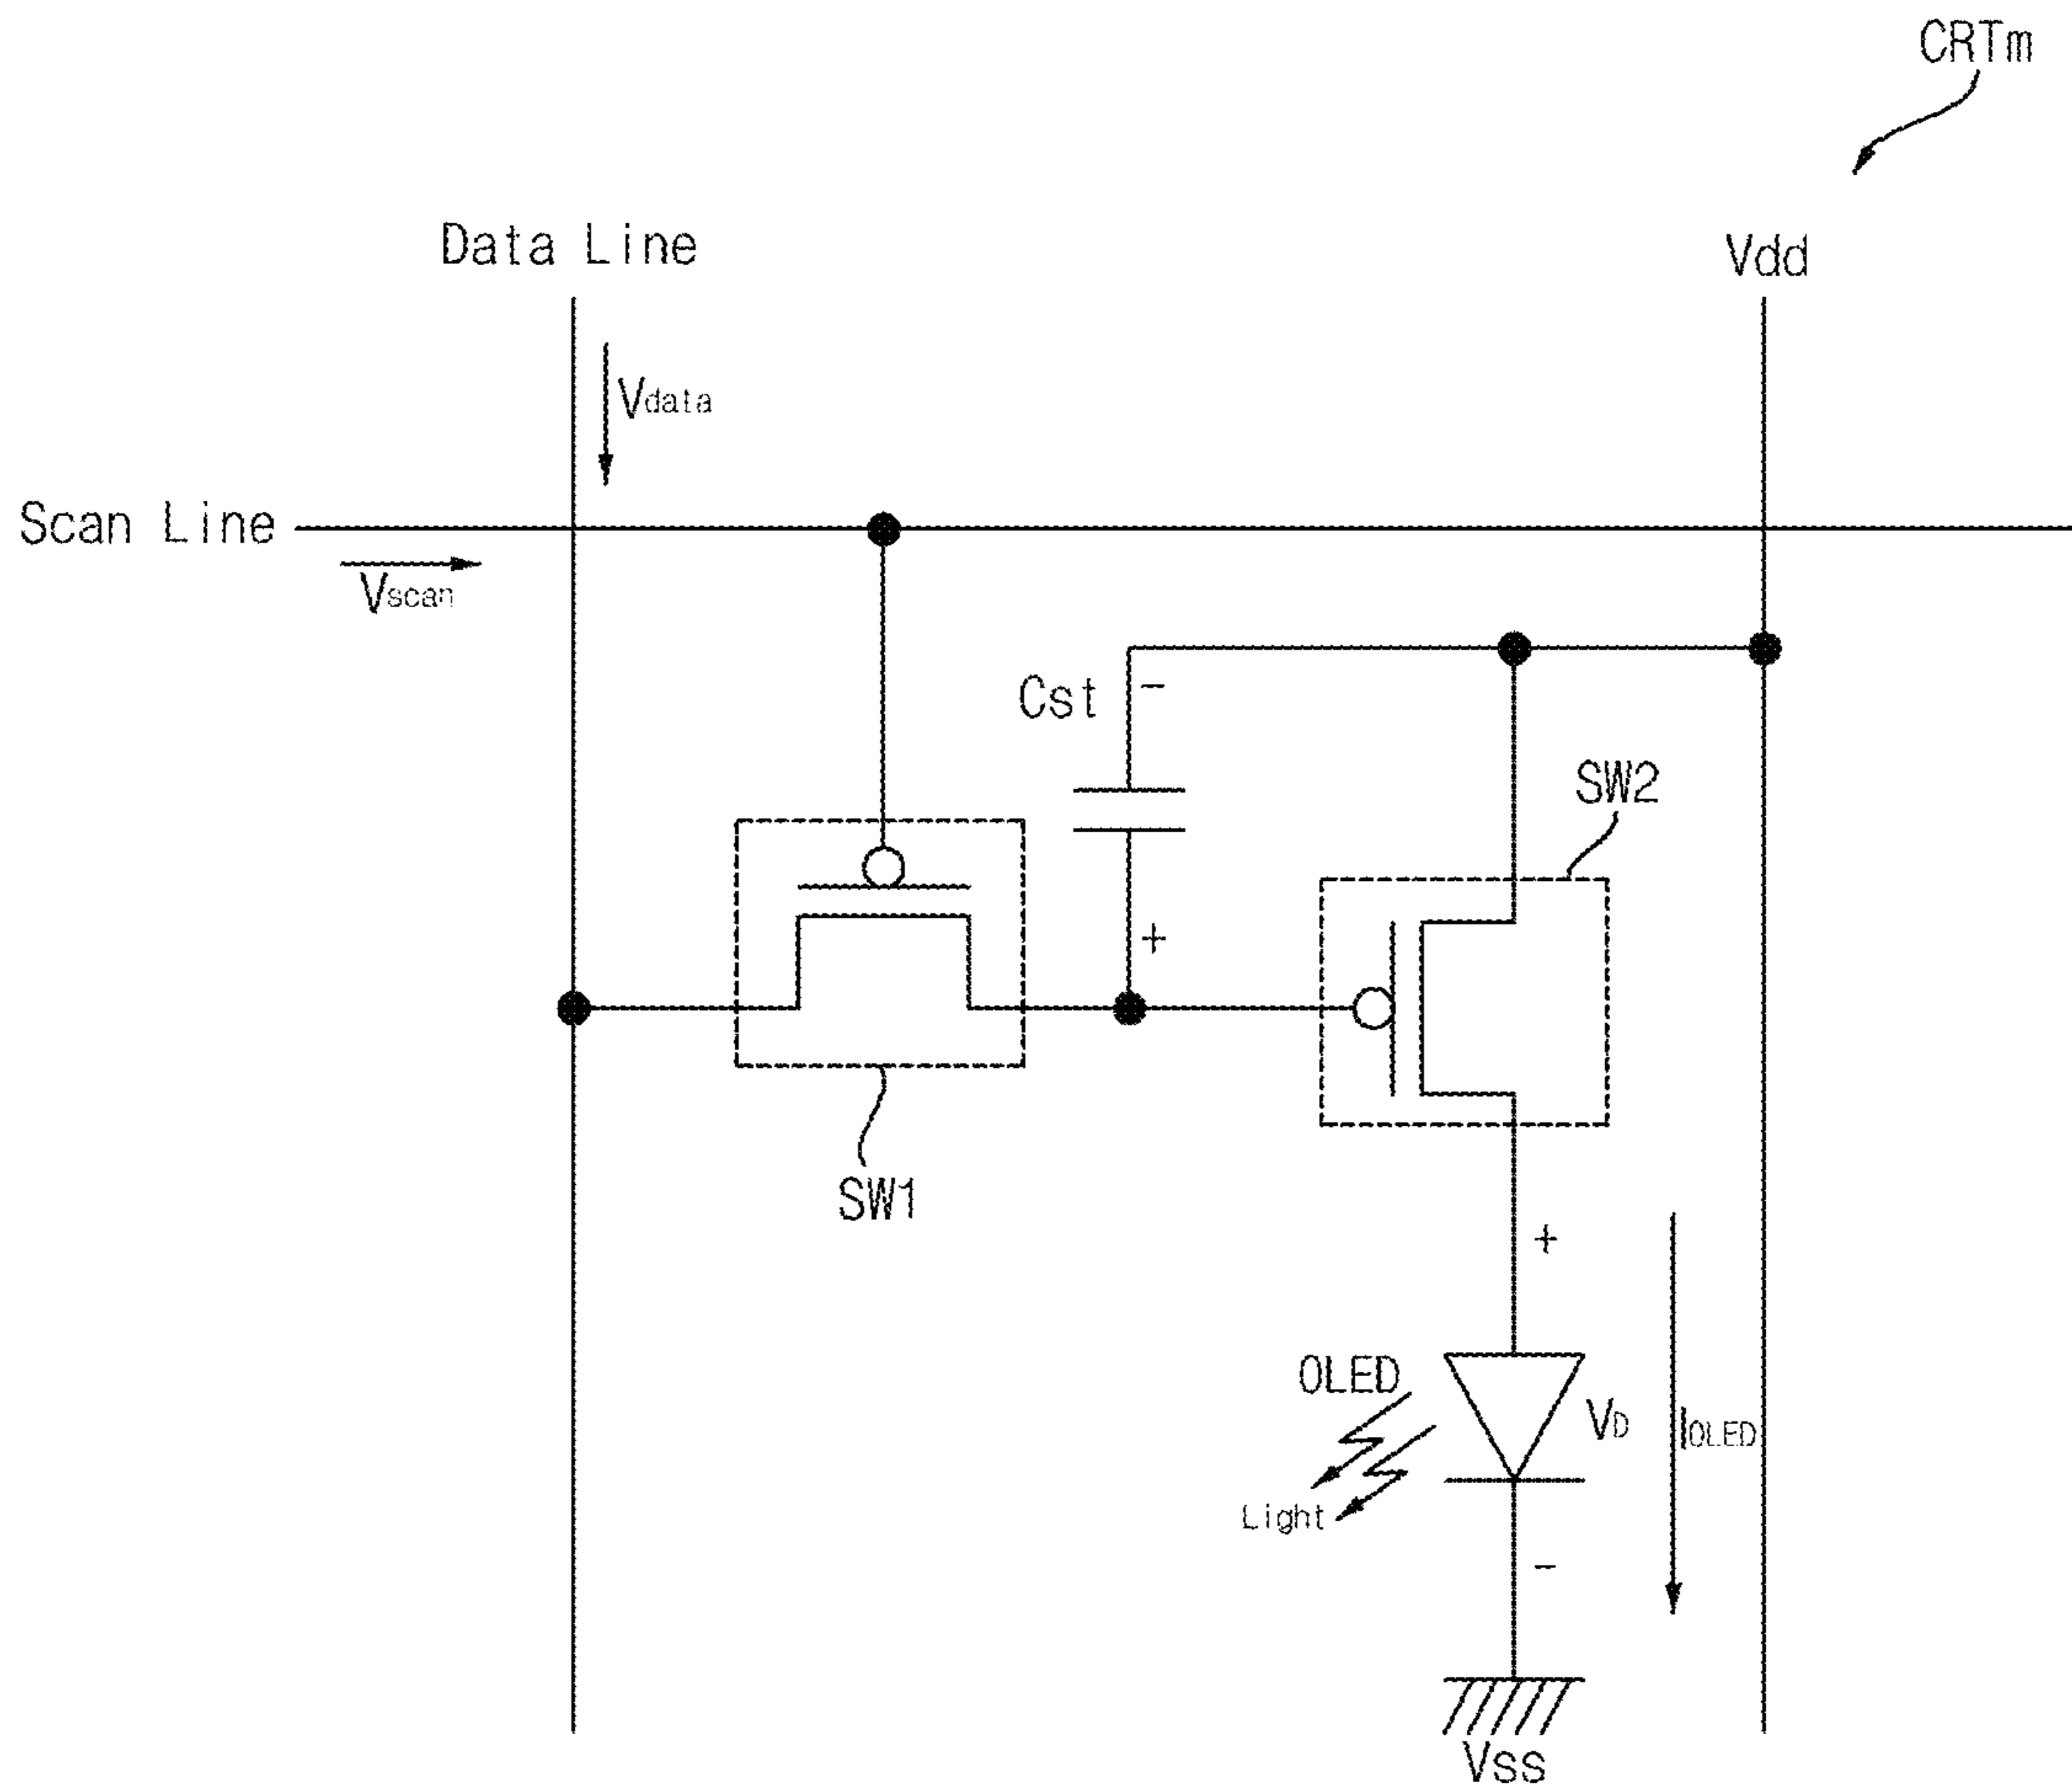 CRTm
Data Line
Vdd
Vdata
Scan Line
Vscan
Cst
-
SW2
+
SW1
+
OLED
VD
IOLED
Light
-
VSS